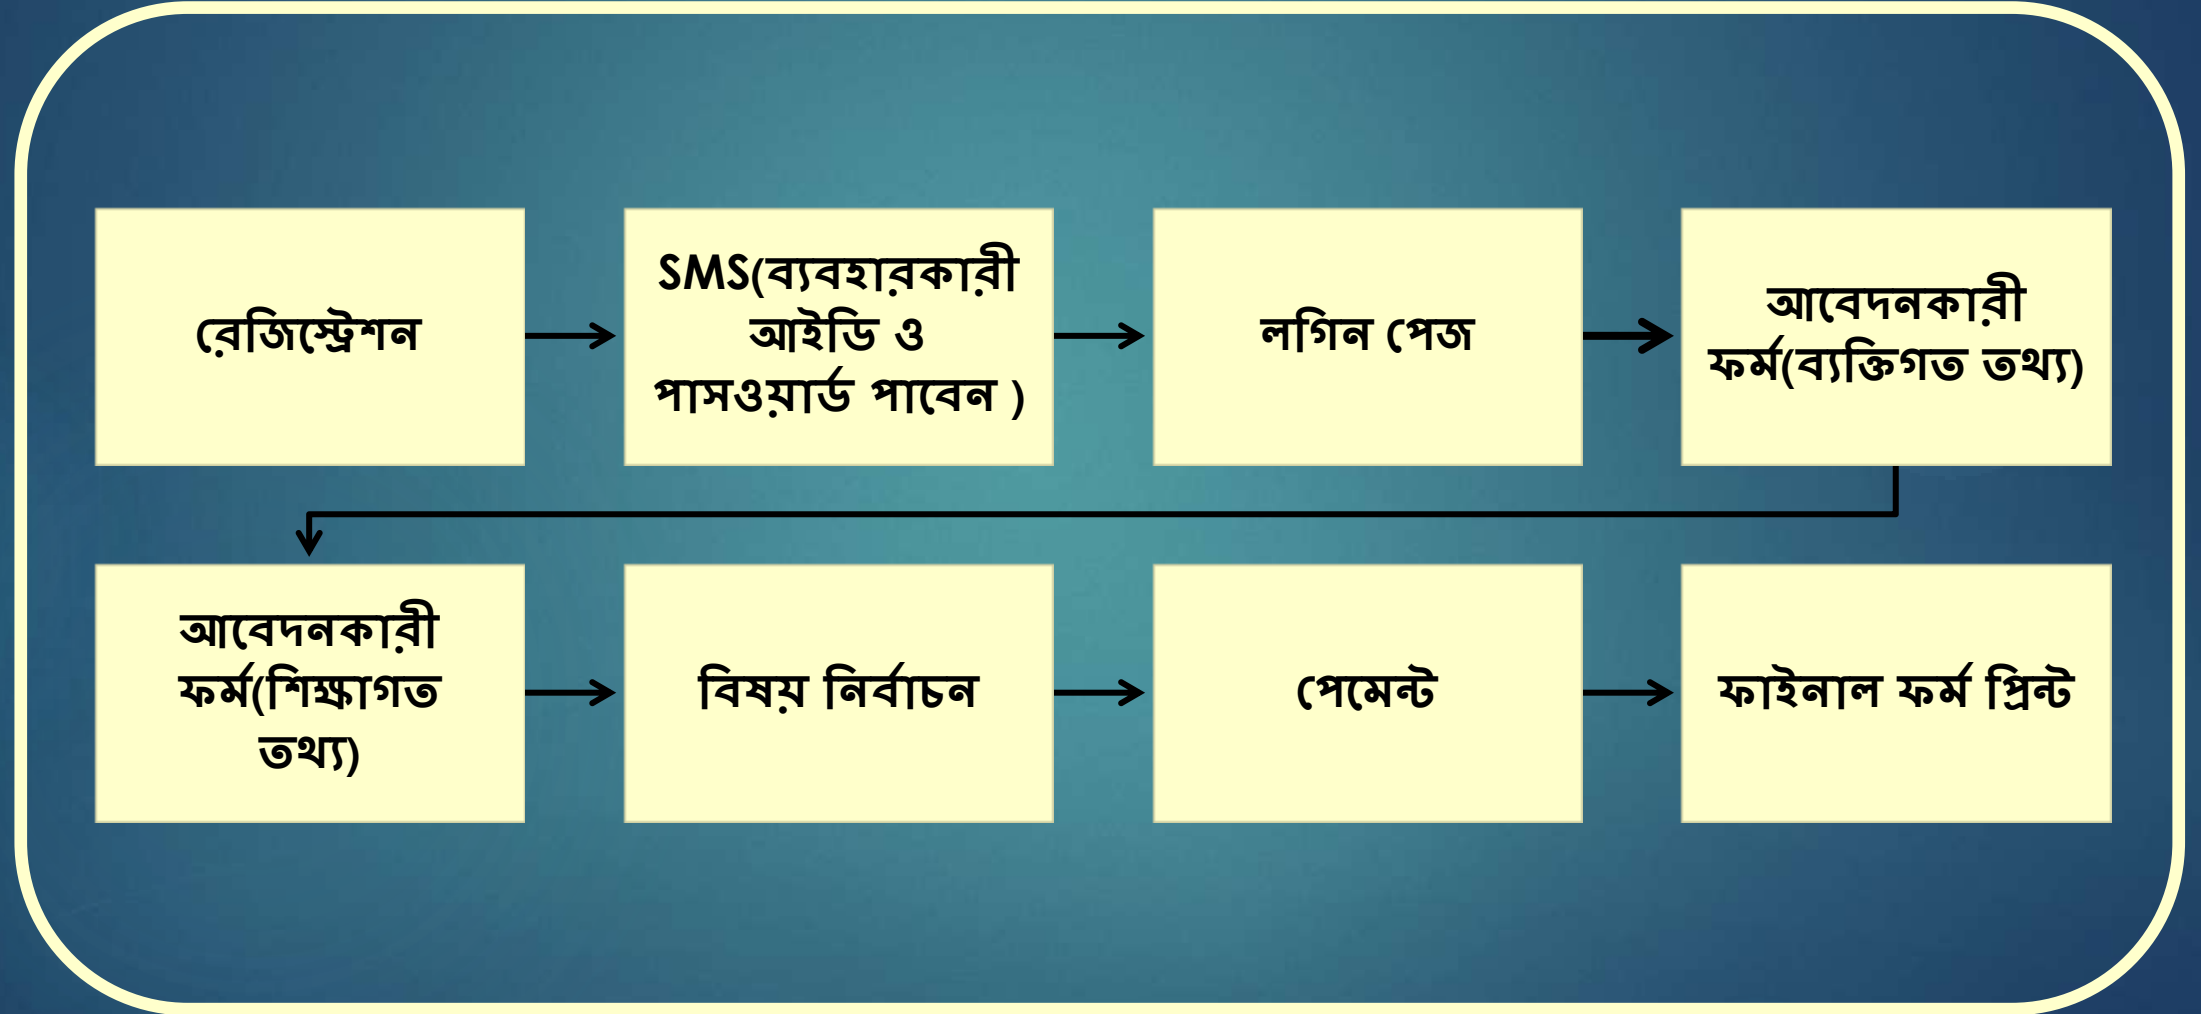 রেজিস্ট্রেশন
SMS(ব্যবহারকারী
আইডি ও
পাসওয়ার্ড পাবেন )
লগিন পেজ
আবেদনকারী
ফর্ম(ব্যক্তিগত তথ্য)
আবেদনকারী
ফর্ম(শিক্ষাগত
তথ্য)
বিষয় নির্বাচন
পেমেন্ট
ফাইনাল ফর্ম প্রিন্ট